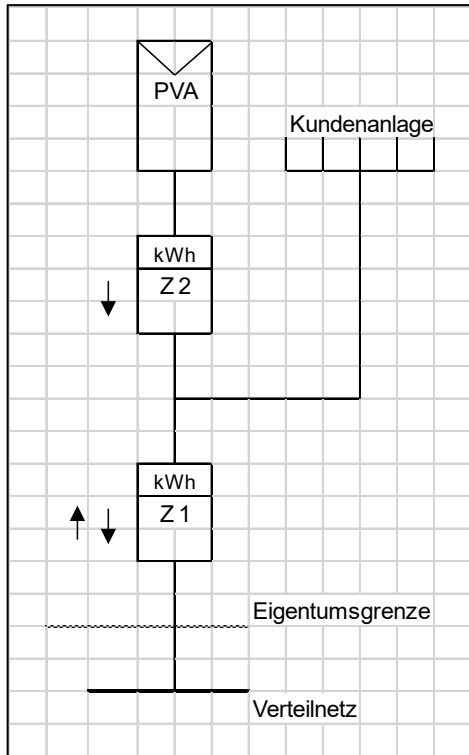 PVA
Kundenanlage
kWh
Z 2
kWh
Z 1
Eigentumsgrenze
Verteilnetz